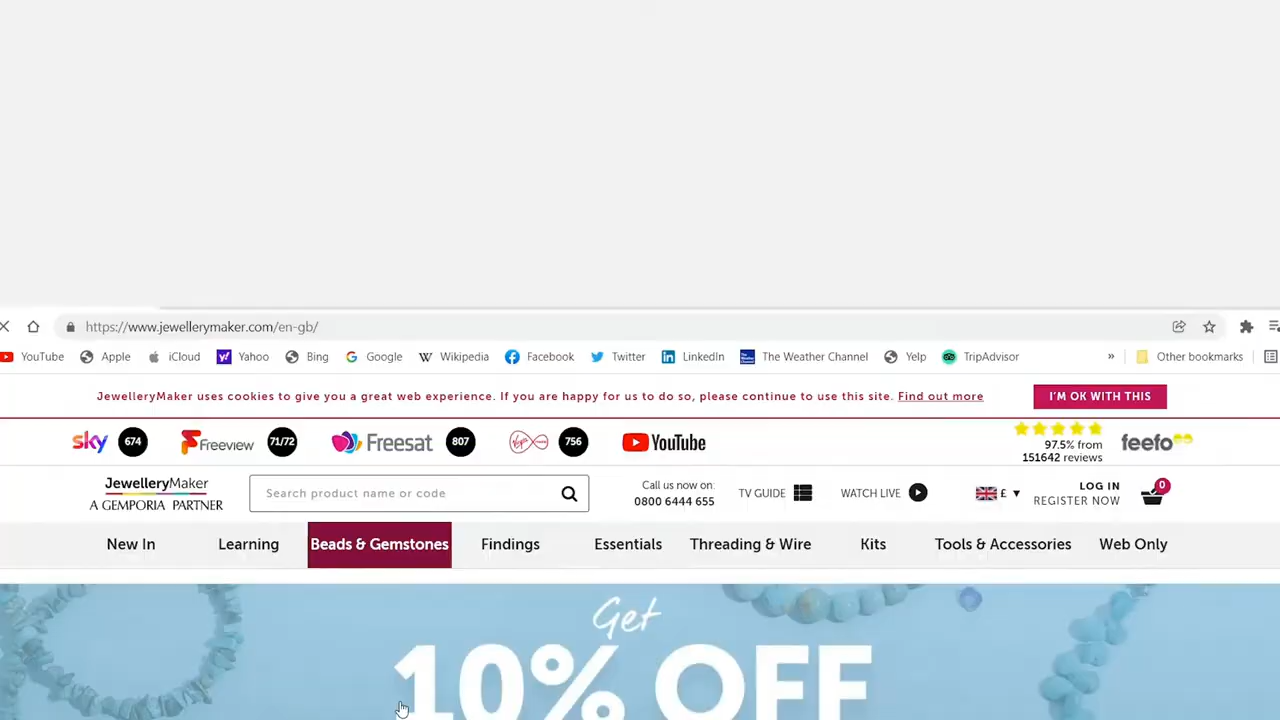 https://www.jewellerymaker.com/en-gb/
YouTube Apple iCloud Yahoo Bing Google Wikipedia Facebook Twitter LinkedIn The Weather Channel Yelp TripAdvisor » Other bookmarks
JewelleryMaker uses cookies to give you a great web experience. If you are happy for us to do so, please continue to use this site. Find out more I'M OK WITH THIS
sky 674 Freeview 71/72 Freesat 807 Virgin 756 YouTube 97.5% from 151642 reviews feefo
JewelleryMaker
A GEMPORIA PARTNER
Search product name or code
Call us now on:
0800 6444 655
TV GUIDE WATCH LIVE £ ▼
LOG IN
REGISTER NOW
0
New In Learning Beads & Gemstones Findings Essentials Threading & Wire Kits Tools & Accessories Web Only
Get
10% OFF